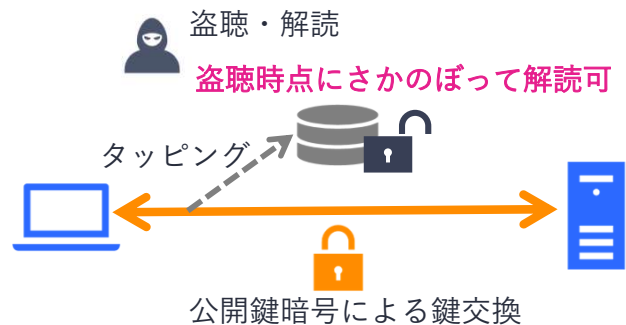 盗聴・解読
盗聴時点にさかのぼって解読可
タッピング
公開鍵暗号による鍵交換